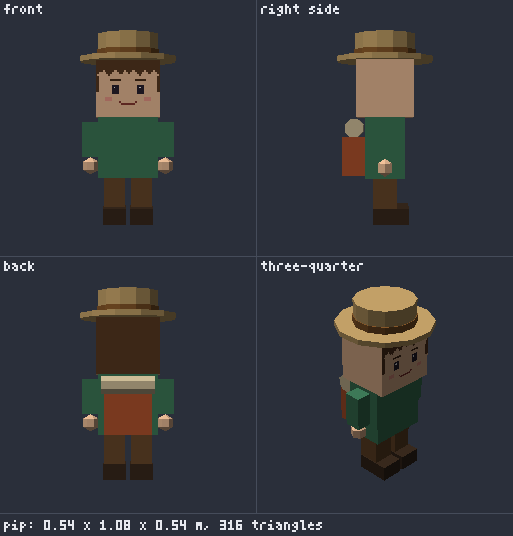 front
right side
back
three-quarter
pip: 0.54 x 1.08 x 0.54 m, 316 triangles